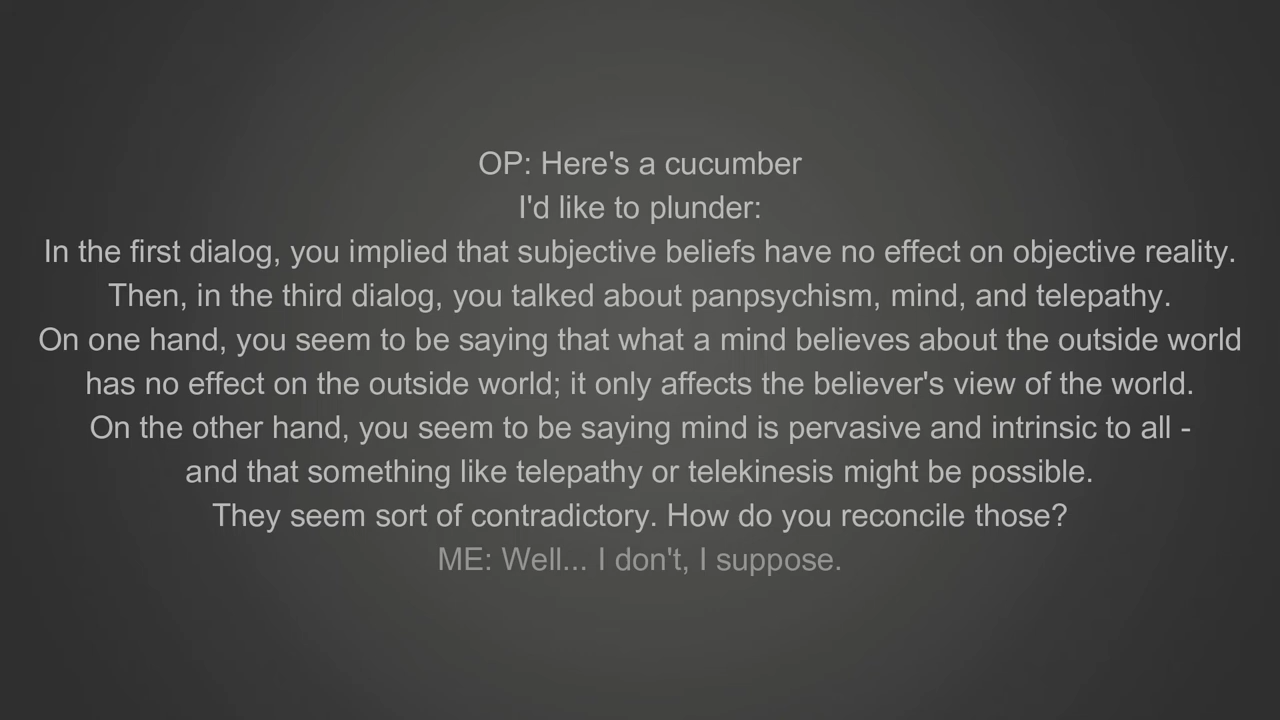 OP: Here's a cucumber
I'd like to plunder:
In the first dialog, you implied that subjective beliefs have no effect on objective reality.
Then, in the third dialog, you talked about panpsychism, mind, and telepathy.
On one hand, you seem to be saying that what a mind believes about the outside world
has no effect on the outside world; it only affects the believer's view of the world.
On the other hand, you seem to be saying mind is pervasive and intrinsic to all -
and that something like telepathy or telekinesis might be possible.
They seem sort of contradictory. How do you reconcile those?
ME: Well... I don't, I suppose.